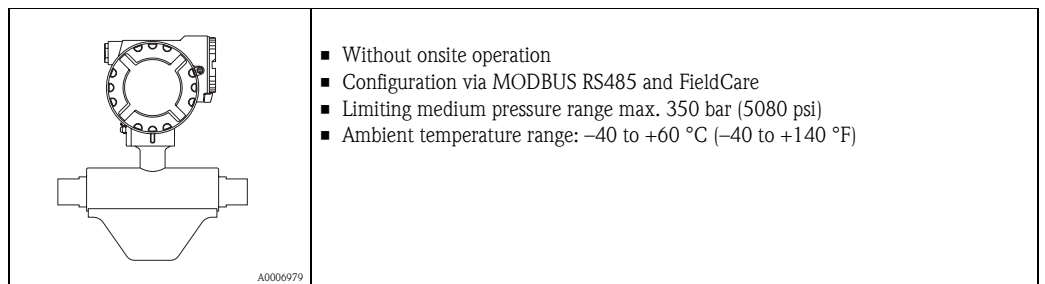 ▪ Without onsite operation
▪ Configuration via MODBUS RS485 and FieldCare
▪ Limiting medium pressure range max. 350 bar (5080 psi)
▪ Ambient temperature range: –40 to +60 °C (–40 to +140 °F)
A0006979